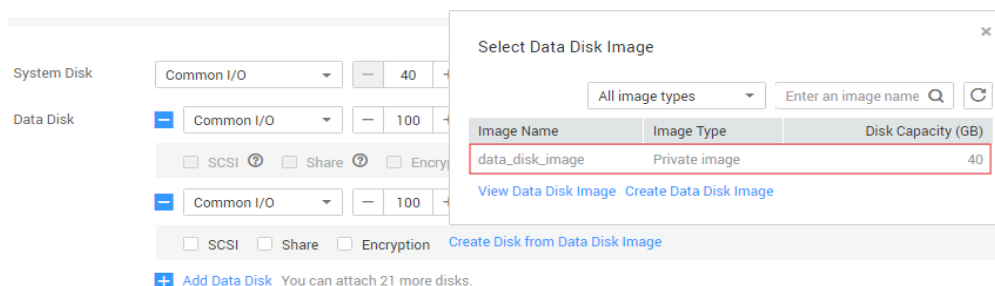 Select Data Disk Image
All image types
Enter an image name
Image Name Image Type Disk Capacity (GB)
data_disk_image Private image 40
View Data Disk Image Create Data Disk Image
System Disk Common I/O 40
Data Disk Common I/O 100
SCSI Share
Common I/O 100
SCSI Share Encryption Create Disk from Data Disk Image
Add Data Disk You can attach 21 more disks.